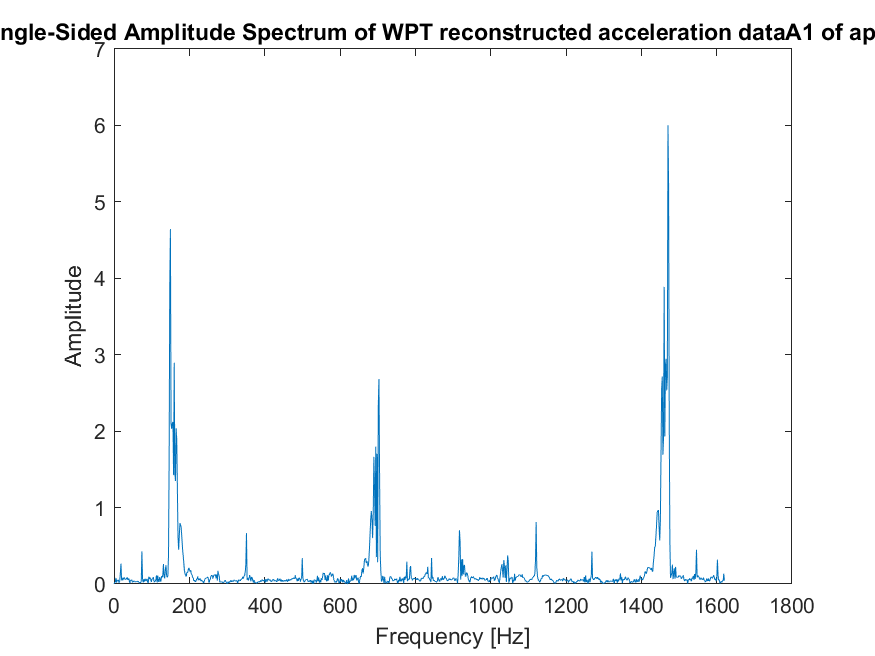 ngle-Sided Amplitude Spectrum of WPT reconstructed acceleration dataA1 of ap
7
6
5
4
3
2
1
0
Amplitude
0 200 400 600 800 1000 1200 1400 1600 1800
Frequency [Hz]